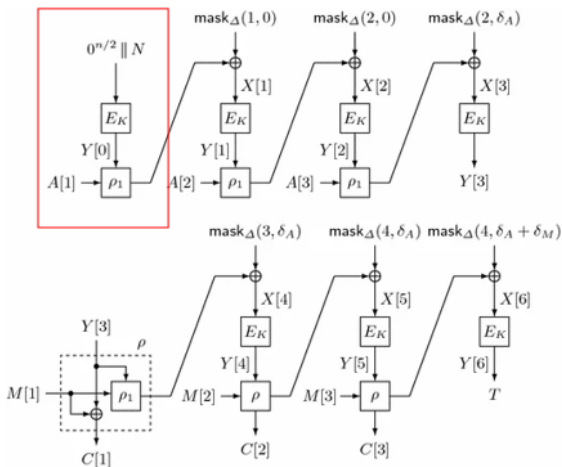 mask_Δ(1, 0) mask_Δ(2, 0) mask_Δ(2, δ_A)
0^{n/2} ∥ N
X[1] X[2] X[3]
E_K E_K E_K E_K
Y[0] Y[1] Y[2]
A[1] ρ_1 A[2] ρ_1 A[3] ρ_1 Y[3]
mask_Δ(3, δ_A) mask_Δ(4, δ_A) mask_Δ(4, δ_A + δ_M)
X[4] X[5] X[6]
Y[3] ρ E_K E_K E_K
Y[4] Y[5] Y[6]
M[1] ρ_1 M[2] ρ M[3] ρ T
C[1] C[2] C[3]